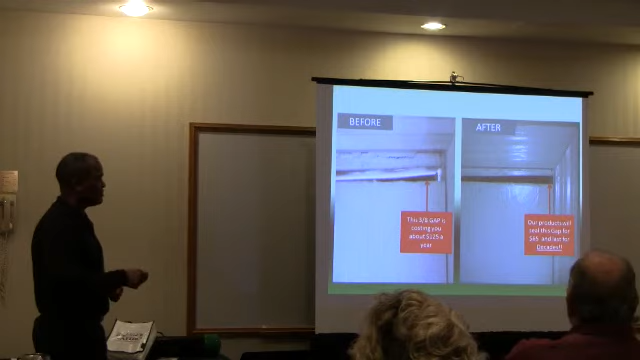 BEFORE
AFTER
This 3/8 GAP is
costing you
about $125 a
year
Our products will
seal this Gap for
$65 and last for
Decades!!